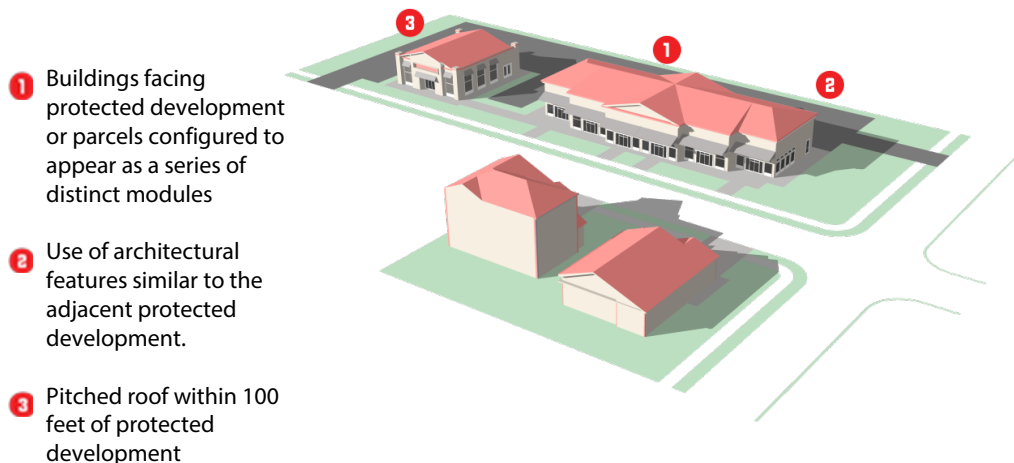 3
1
2
1 Buildings facing
protected development
or parcels configured to
appear as a series of
distinct modules
2 Use of architectural
features similar to the
adjacent protected
development.
3 Pitched roof within 100
feet of protected
development